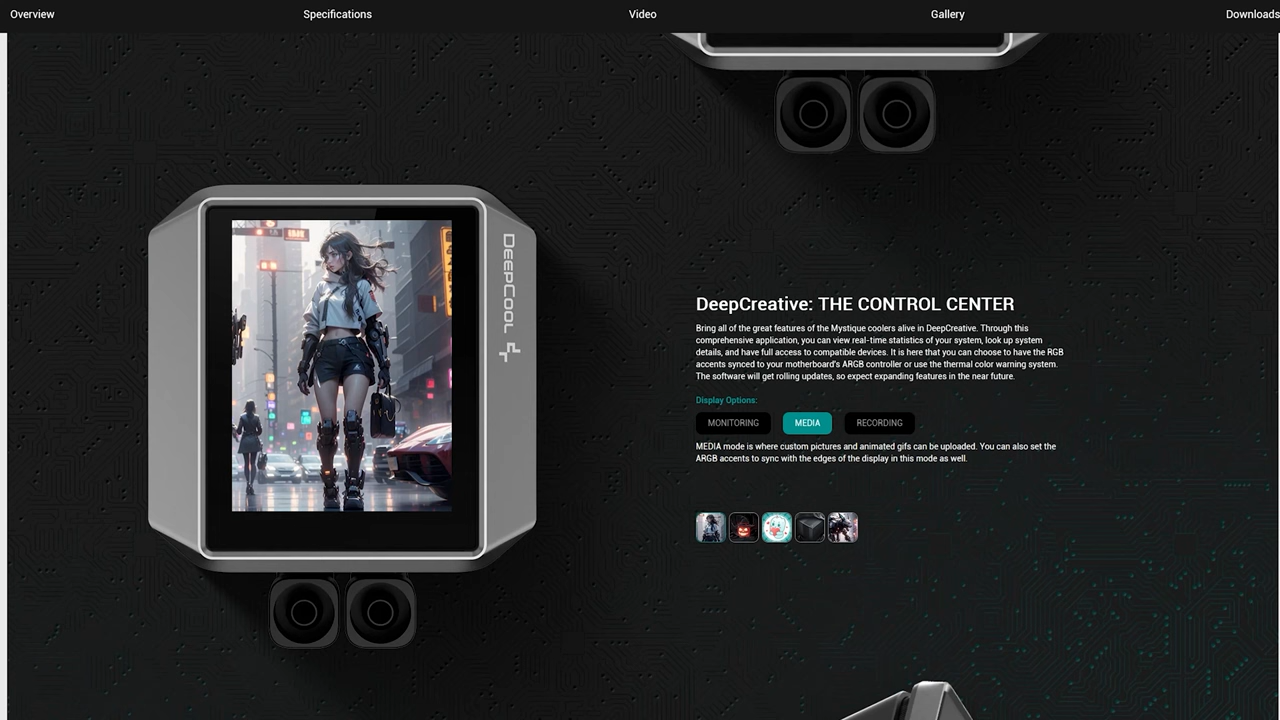 Overview
Specifications
Video
Gallery
Downloads
DEEPCOOL
DeepCreative: THE CONTROL CENTER
Bring all of the great features of the Mystique coolers alive in DeepCreative. Through this
comprehensive application, you can view real-time statistics of your system, look up system
details, and have full access to compatible devices. It is here that you can choose to have the RGB
accents synced to your motherboard's ARGB controller or use the thermal color warning system.
The software will get rolling updates, so expect expanding features in the near future.
Display Options:
MONITORING
MEDIA
RECORDING
MEDIA mode is where custom pictures and animated gifs can be uploaded. You can also set the
ARGB accents to sync with the edges of the display in this mode as well.